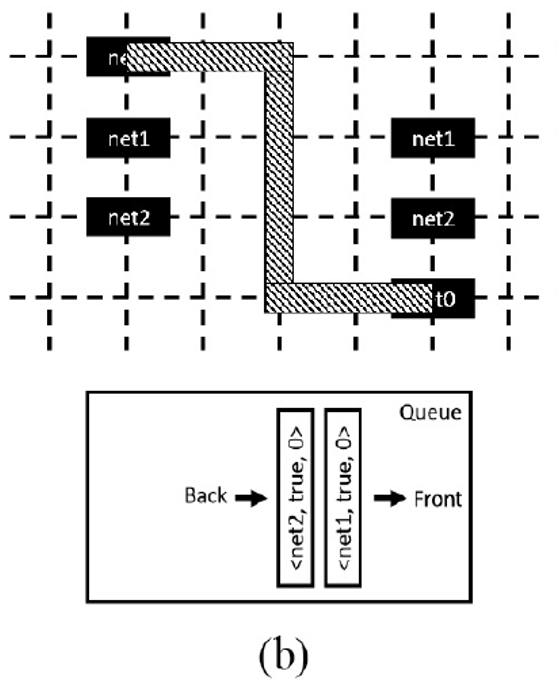 ne
net1 net1
net2 net2
t0
Queue
Back
<net2, true, 0>
<net1, true, 0>
Front
(b)